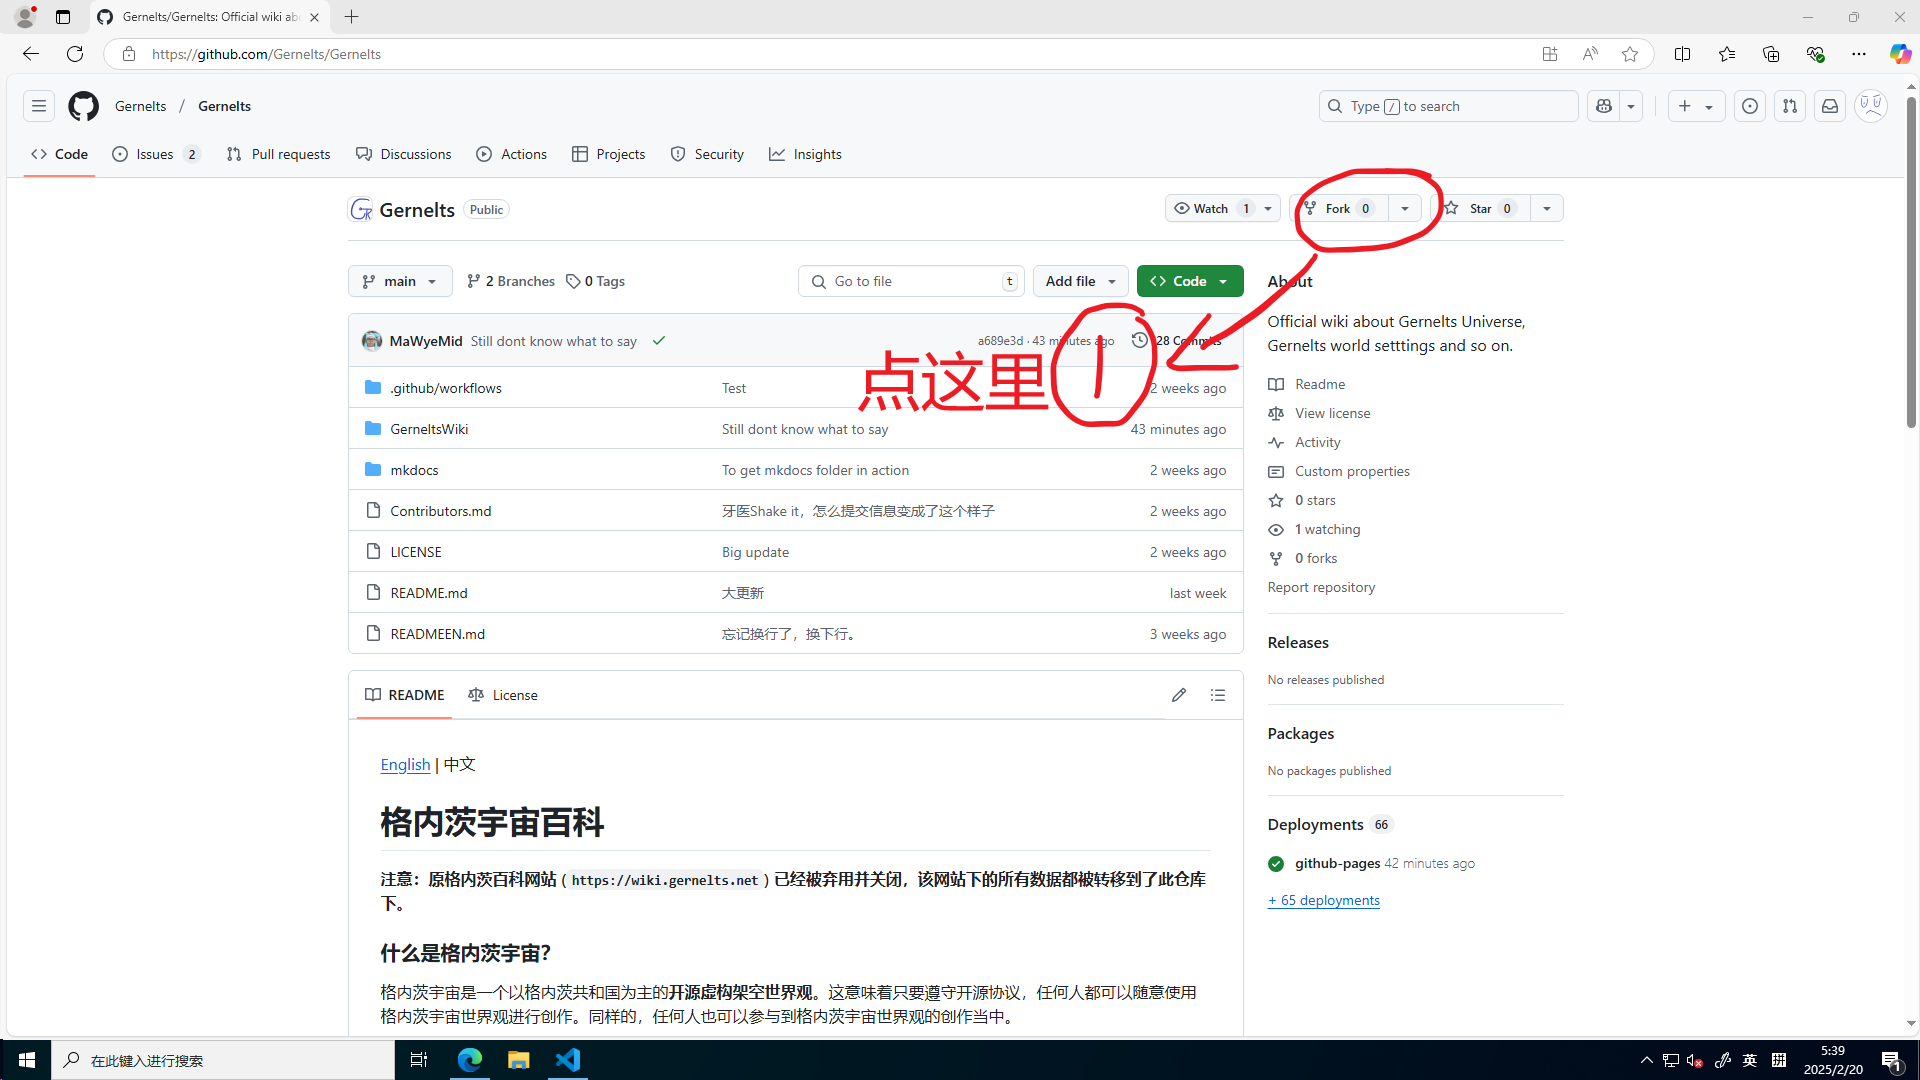 Gernelts/Gernelts: Official wiki abo
https://github.com/Gernelts/Gernelts
Gernelts / Gernelts
Type / to search
Code
Issues 2
Pull requests
Discussions
Actions
Projects
Security
Insights
Gernelts Public
Watch 1
Fork 0
Star 0
main
2 Branches
0 Tags
Go to file t
Add file
Code
About
Official wiki about Gernelts Universe,
Gernelts world setttings and so on.
MaWyeMid Still dont know what to say
a689e3d · 43 minutes ago
28 Commits
点这里 1
.github/workflows Test 2 weeks ago
GerneltsWiki Still dont know what to say 43 minutes ago
mkdocs To get mkdocs folder in action 2 weeks ago
Contributors.md 牙医Shake it，怎么提交信息变成了这个样子 2 weeks ago
LICENSE Big update 2 weeks ago
README.md 大更新 last week
READMEEN.md 忘记换行了，换下行。 3 weeks ago
Readme
View license
Activity
Custom properties
0 stars
1 watching
0 forks
Report repository
Releases
No releases published
Packages
No packages published
Deployments 66
github-pages 42 minutes ago
+ 65 deployments
README
License
English | 中文
格内茨宇宙百科
注意：原格内茨百科网站 ( https://wiki.gernelts.net ) 已经被弃用并关闭，该网站下的所有数据都被转移到了此仓库
下。
什么是格内茨宇宙？
格内茨宇宙是一个以格内茨共和国为主的开源虚构架空世界观。这意味着只要遵守开源协议，任何人都可以随意使用
格内茨宇宙世界观进行创作。同样的，任何人也可以参与到格内茨宇宙世界观的创作当中。
在此键入进行搜索
英
拼
5:39
2025/2/20
1